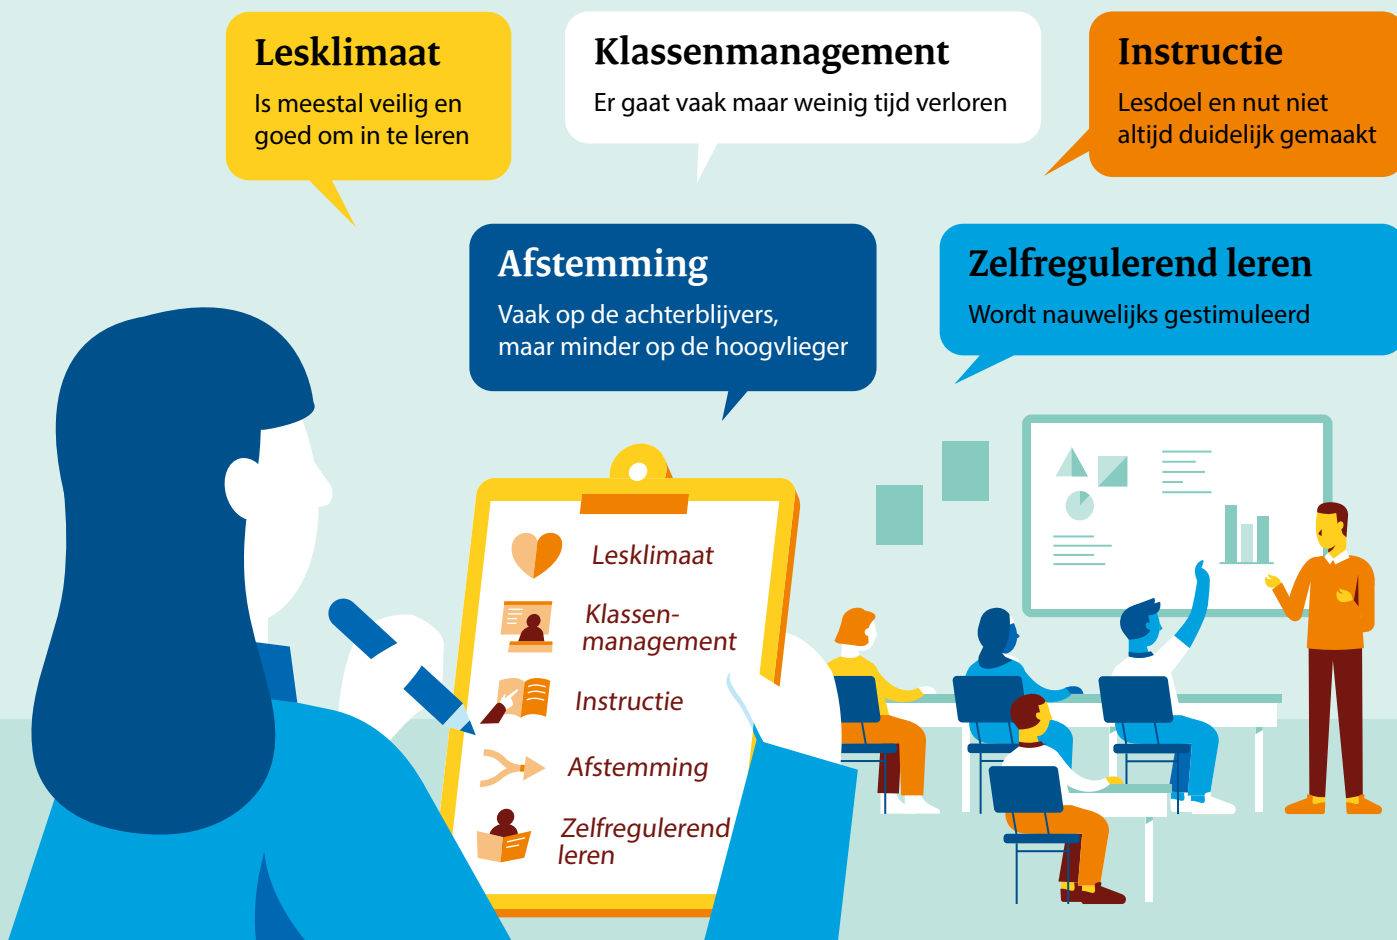 Lesklimaat
Is meestal veilig en
goed om in te leren
Klassenmanagement
Er gaat vaak maar weinig tijd verloren
Instructie
Lesdoel en nut niet
altijd duidelijk gemaakt
Afstemming
Vaak op de achterblijvers,
maar minder op de hoogvlieger
Zelfregulerend leren
Wordt nauwelijks gestimuleerd
Lesklimaat
Klassen-
management
Instructie
Afstemming
Zelfregulerend
leren